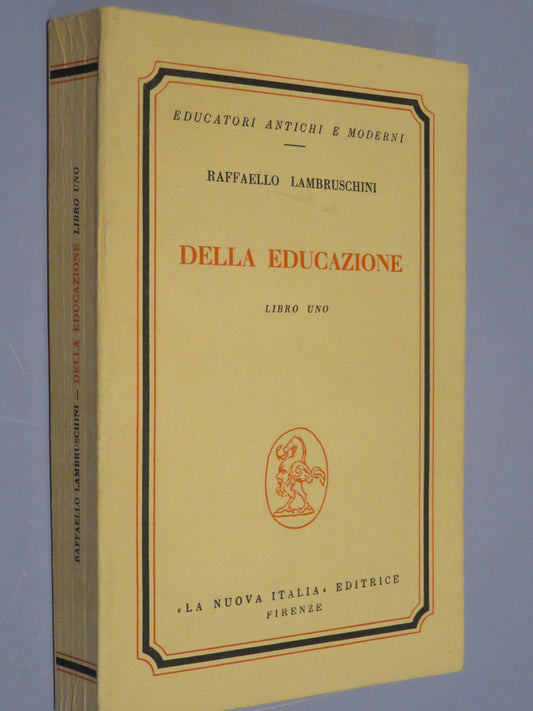 EDUCATORI ANTICHI E MODERNI
RAFFAELLO LAMBRUSCHINI
DELLA EDUCAZIONE
LIBRO UNO
«LA NUOVA ITALIA» EDITRICE
FIRENZE
RAFFAELLO LAMBRUSCHINI — DELLA EDUCAZIONE LIBRO UNO